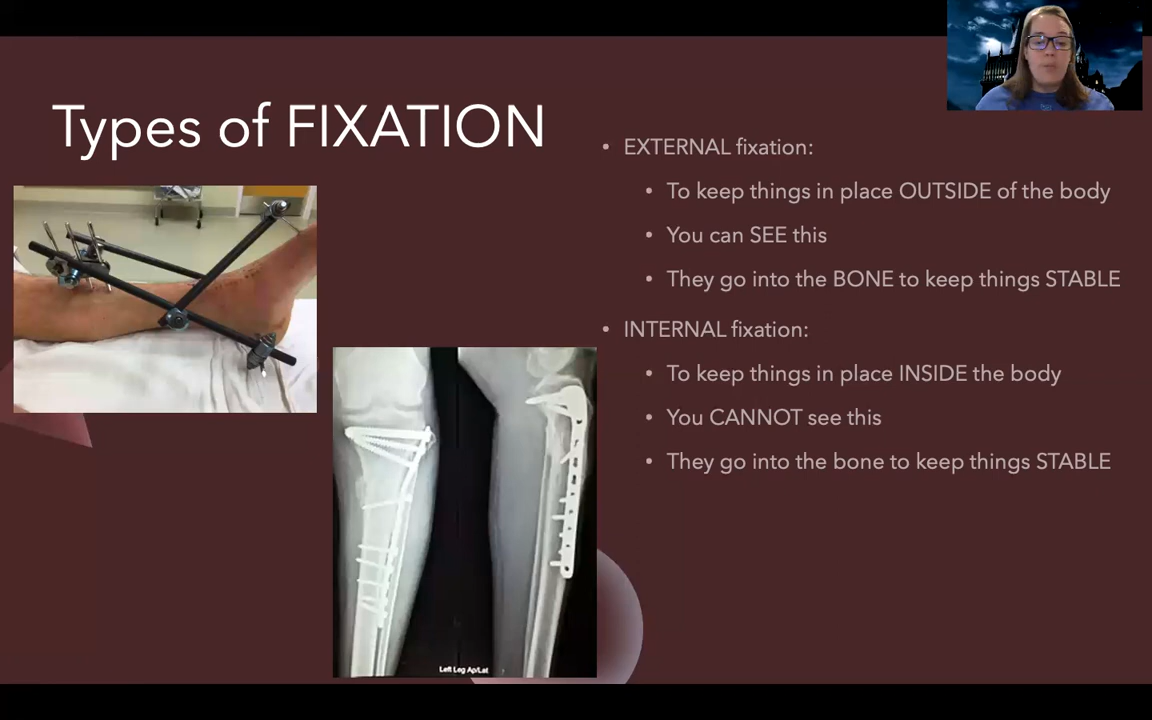 Types of FIXATION
• EXTERNAL fixation:
• To keep things in place OUTSIDE of the body
• You can SEE this
• They go into the BONE to keep things STABLE
• INTERNAL fixation:
• To keep things in place INSIDE the body
• You CANNOT see this
• They go into the bone to keep things STABLE
Left Leg Ap/Lat